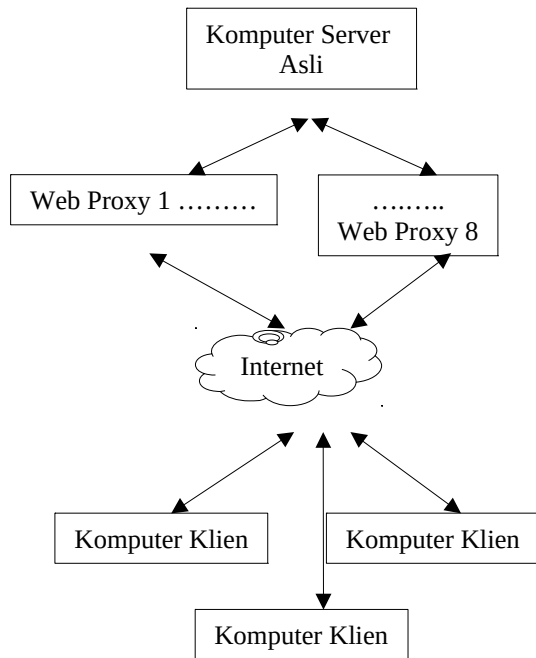 Komputer Server
Asli
Web Proxy 1 ………
……..
Web Proxy 8
Internet
Komputer Klien
Komputer Klien
Komputer Klien